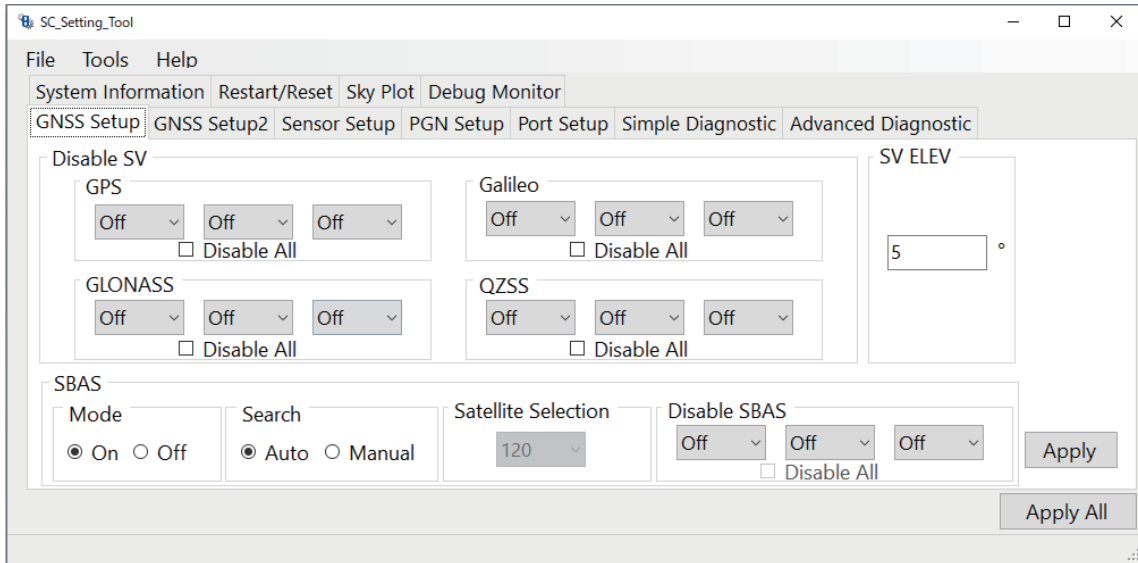 SC_Setting_Tool
File Tools Help
System Information Restart/Reset Sky Plot Debug Monitor
GNSS Setup GNSS Setup2 Sensor Setup PGN Setup Port Setup Simple Diagnostic Advanced Diagnostic
Disable SV
GPS
Off Off Off
Disable All
Galileo
Off Off Off
Disable All
GLONASS
Off Off Off
Disable All
QZSS
Off Off Off
Disable All
SV ELEV
5 °
SBAS
Mode
On Off
Search
Auto Manual
Satellite Selection
120
Disable SBAS
Off Off Off
Disable All
Apply
Apply All